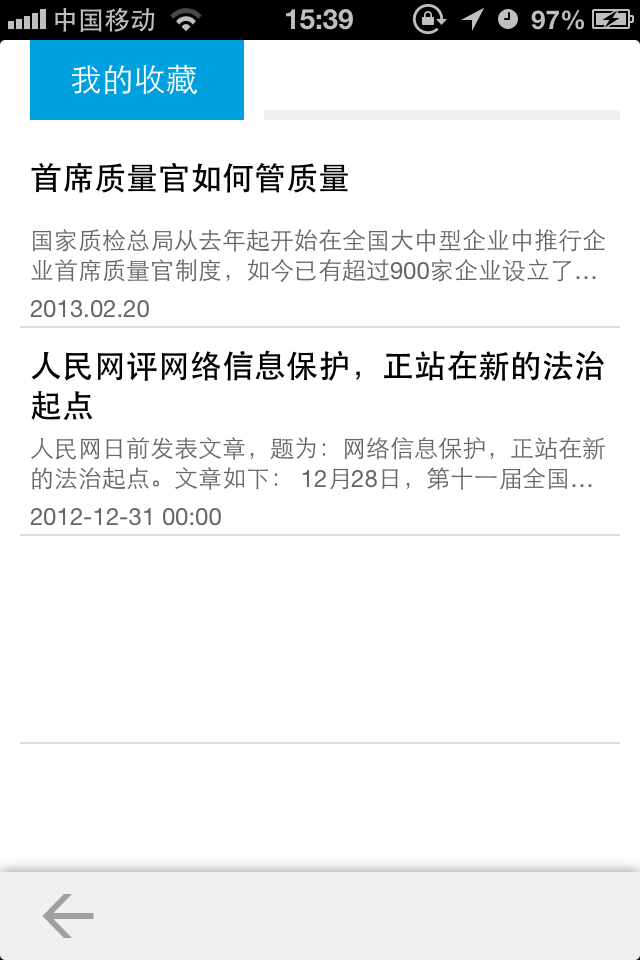 中国移动 15:39 97%
我的收藏
首席质量官如何管质量
国家质检总局从去年起开始在全国大中型企业中推行企
业首席质量官制度，如今已有超过900家企业设立了...
2013.02.20
人民网评网络信息保护，正站在新的法治
起点
人民网日前发表文章，题为：网络信息保护，正站在新
的法治起点。文章如下： 12月28日，第十一届全国...
2012-12-31 00:00